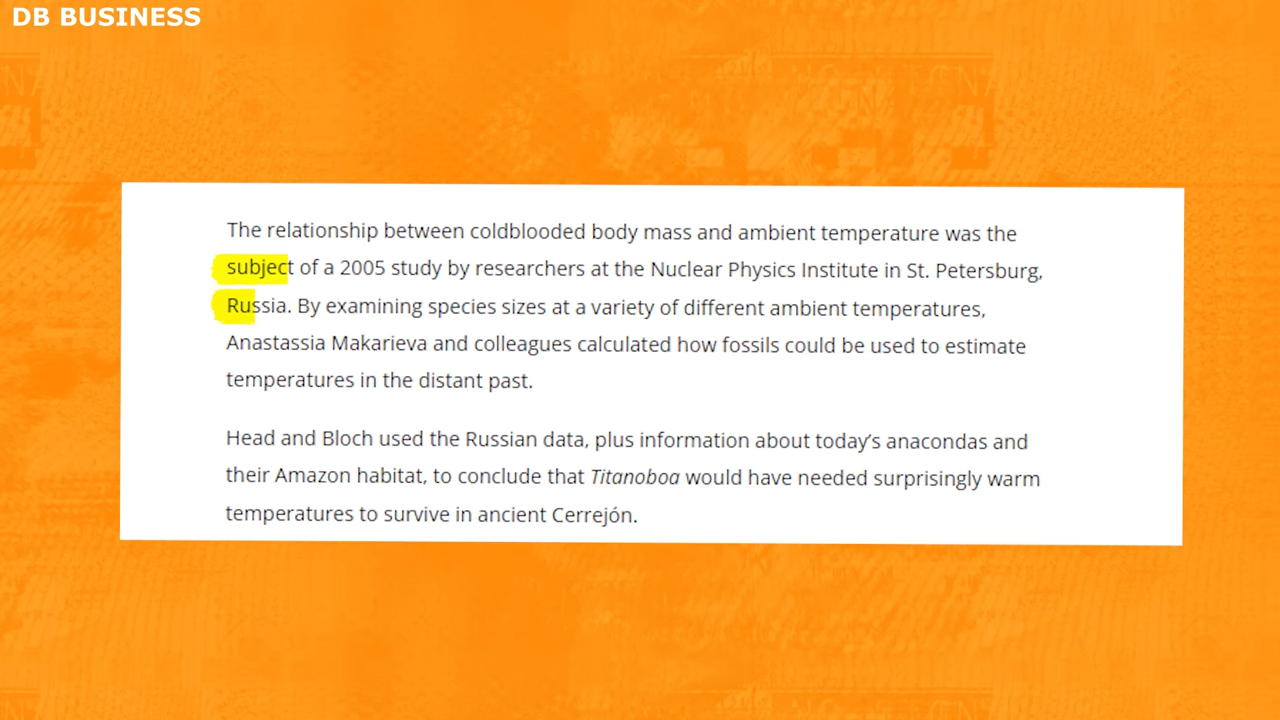 DB BUSINESS
The relationship between coldblooded body mass and ambient temperature was the
subject of a 2005 study by researchers at the Nuclear Physics Institute in St. Petersburg,
Russia. By examining species sizes at a variety of different ambient temperatures,
Anastassia Makarieva and colleagues calculated how fossils could be used to estimate
temperatures in the distant past.
Head and Bloch used the Russian data, plus information about today’s anacondas and
their Amazon habitat, to conclude that Titanoboa would have needed surprisingly warm
temperatures to survive in ancient Cerrejón.